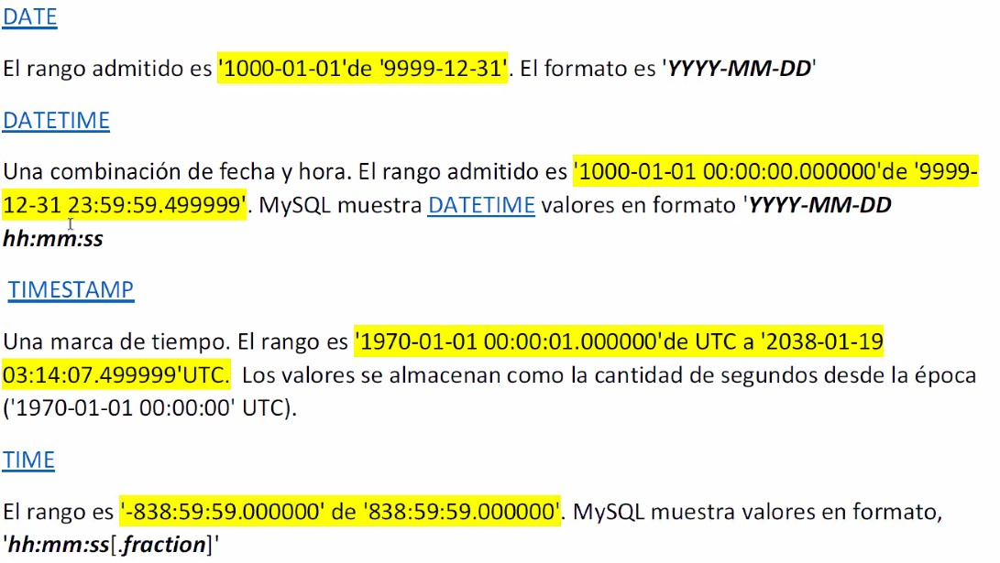 DATE
El rango admitido es '1000-01-01'de '9999-12-31'. El formato es 'YYYY-MM-DD'
DATETIME
Una combinación de fecha y hora. El rango admitido es '1000-01-01 00:00:00.000000'de '9999-
12-31 23:59:59.499999'. MySQL muestra DATETIME valores en formato 'YYYY-MM-DD
hh:mm:ss
TIMESTAMP
Una marca de tiempo. El rango es '1970-01-01 00:00:01.000000'de UTC a '2038-01-19
03:14:07.499999'UTC. Los valores se almacenan como la cantidad de segundos desde la época
('1970-01-01 00:00:00' UTC).
TIME
El rango es '-838:59:59.000000' de '838:59:59.000000'. MySQL muestra valores en formato,
'hh:mm:ss[.fraction]'